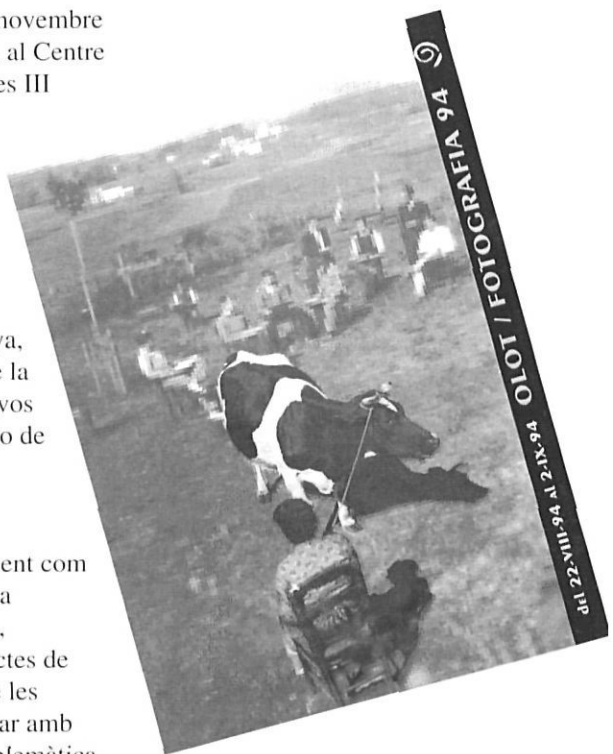 novembre
al Centre
es III
va,
e la
vos
o de
ent com
a
,
ctes de
e les
ar amb
OLOT / FOTOGRAFIA 94
del 22-VIII-94 Al 2-IX-94